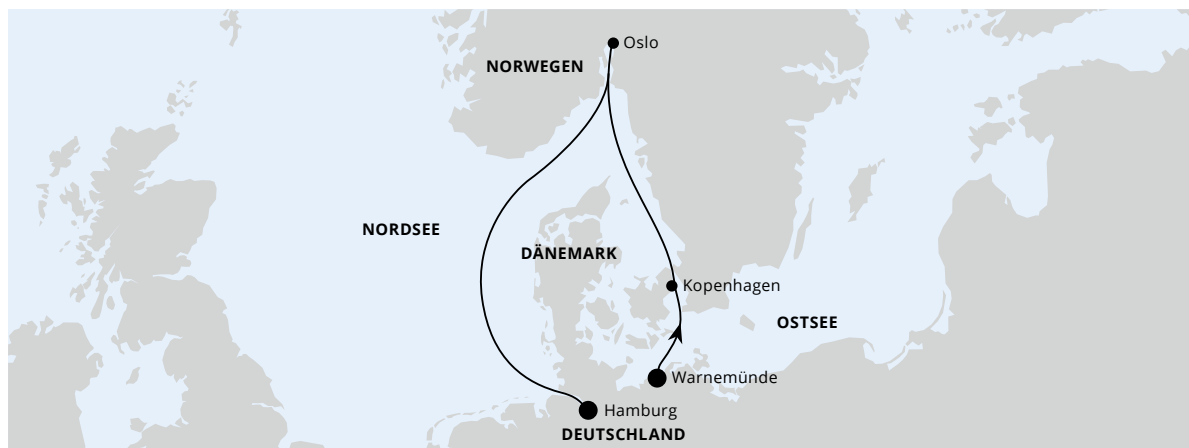 Oslo
NORWEGEN
NORDSEE
DÄNEMARK
Kopenhagen
OSTSEE
Warnemünde
Hamburg
DEUTSCHLAND